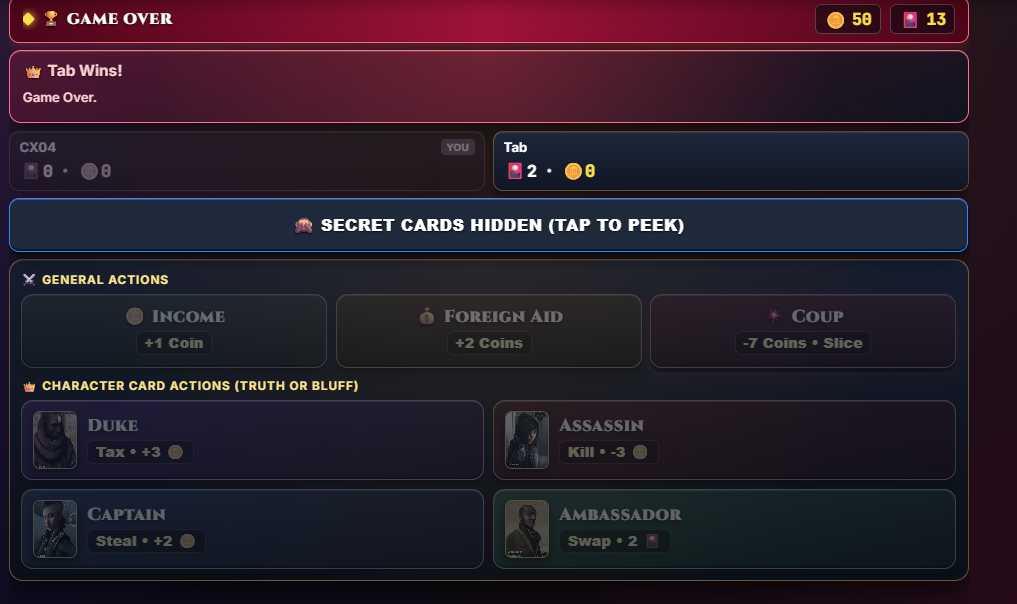 GAME OVER
50
13
Tab Wins!
Game Over.
CX04
YOU
0 • 0
Tab
2 • 0
SECRET CARDS HIDDEN (TAP TO PEEK)
GENERAL ACTIONS
INCOME
+1 Coin
FOREIGN AID
+2 Coins
COUP
-7 Coins • Slice
CHARACTER CARD ACTIONS (TRUTH OR BLUFF)
DUKE
Tax • +3
ASSASSIN
Kill • -3
CAPTAIN
Steal • +2
AMBASSADOR
Swap • 2